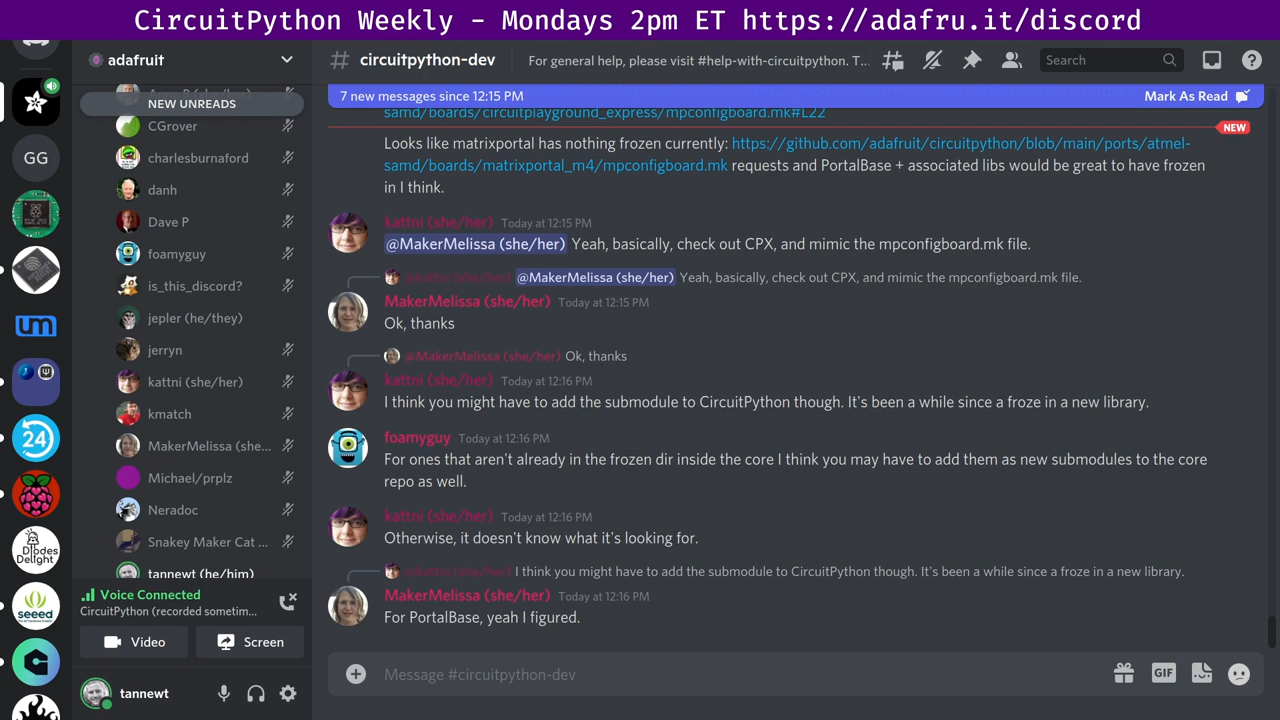 CircuitPython Weekly - Mondays 2pm ET https://adafru.it/discord
adafruit
NEW UNREADS
CGrover
charlesburnaford
danh
Dave P
foamyguy
is_this_discord?
jepler (he/they)
jerryn
kattni (she/her)
kmatch
MakerMelissa (she...
Michael/prplz
Neradoc
Snakey Maker Cat ...
tannewt (he/him)
Voice Connected
CircuitPython (recorded sometim...
Video
Screen
tannewt
GG
um
24
DIODES
Delight
seeed
circuitpython-dev
For general help, please visit #help-with-circuitpython. T...
Search
7 new messages since 12:15 PM
Mark As Read
samd/boards/circuitplayground_express/mpconfigboard.mk#L22
NEW
Looks like matrixportal has nothing frozen currently: https://github.com/adafruit/circuitpython/blob/main/ports/atmel-
samd/boards/matrixportal_m4/mpconfigboard.mk requests and PortalBase + associated libs would be great to have frozen
in I think.
kattni (she/her) Today at 12:15 PM
@MakerMelissa (she/her) Yeah, basically, check out CPX, and mimic the mpconfigboard.mk file.
@kattni (she/her) @MakerMelissa (she/her) Yeah, basically, check out CPX, and mimic the mpconfigboard.mk file.
MakerMelissa (she/her) Today at 12:15 PM
Ok, thanks
@MakerMelissa (she/her) Ok, thanks
kattni (she/her) Today at 12:16 PM
I think you might have to add the submodule to CircuitPython though. It's been a while since a froze in a new library.
foamyguy Today at 12:16 PM
For ones that aren't already in the frozen dir inside the core I think you may have to add them as new submodules to the core
repo as well.
kattni (she/her) Today at 12:16 PM
Otherwise, it doesn't know what it's looking for.
@kattni (she/her) I think you might have to add the submodule to CircuitPython though. It's been a while since a froze in a new library.
MakerMelissa (she/her) Today at 12:16 PM
For PortalBase, yeah I figured.
Message #circuitpython-dev
GIF